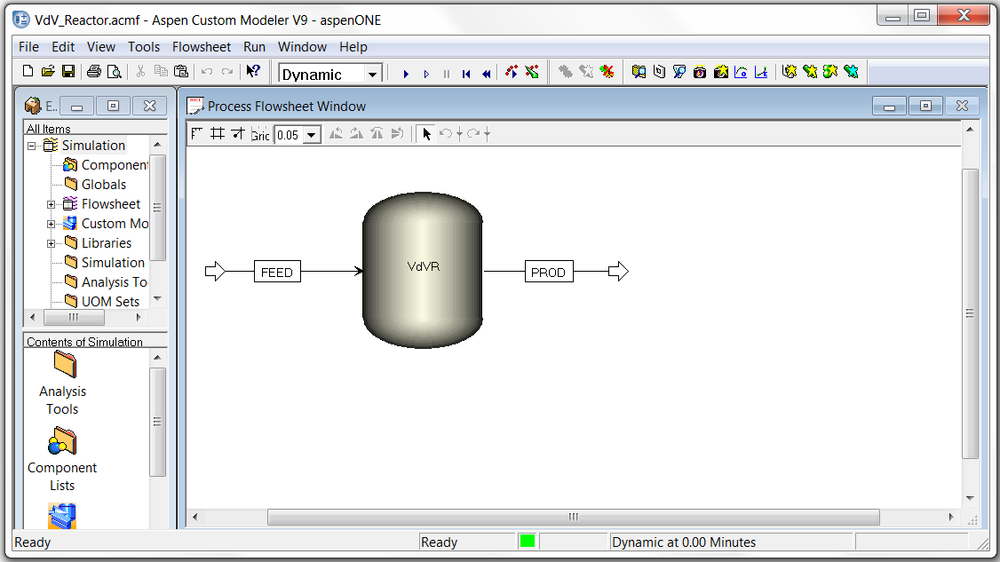 VdV_Reactor.acmf - Aspen Custom Modeler V9 - aspenONE
File Edit View Tools Flowsheet Run Window Help
Dynamic
E..
All Items
Simulation
Component
Globals
Flowsheet
Custom Mo
Libraries
Simulation
Analysis To
UOM Sets
Contents of Simulation
Analysis
Tools
Component
Lists
Process Flowsheet Window
Gric 0.05
FEED
VdVR
PROD
Ready
Ready
Dynamic at 0.00 Minutes